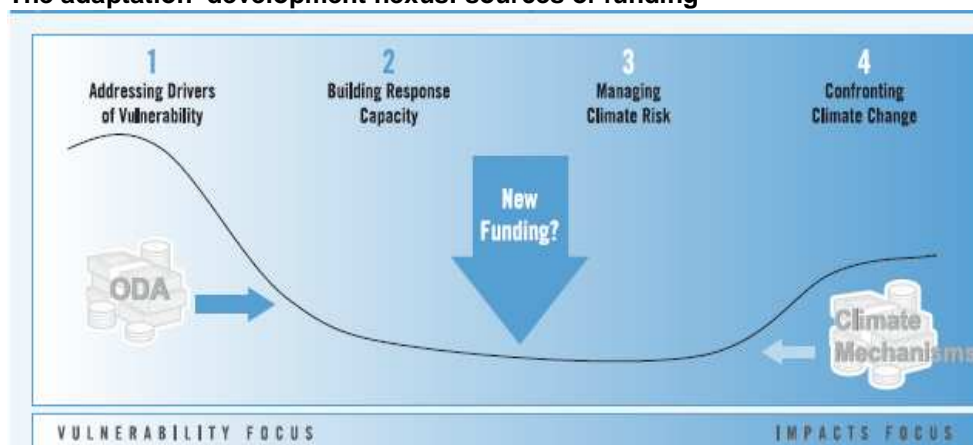 The adaptation–development nexus: sources of funding
1
Addressing Drivers
of Vulnerability
2
Building Response
Capacity
3
Managing
Climate Risk
4
Confronting
Climate Change
New
Funding?
ODA
Climate
Mechanisms
VULNERABILITY FOCUS
IMPACTS FOCUS